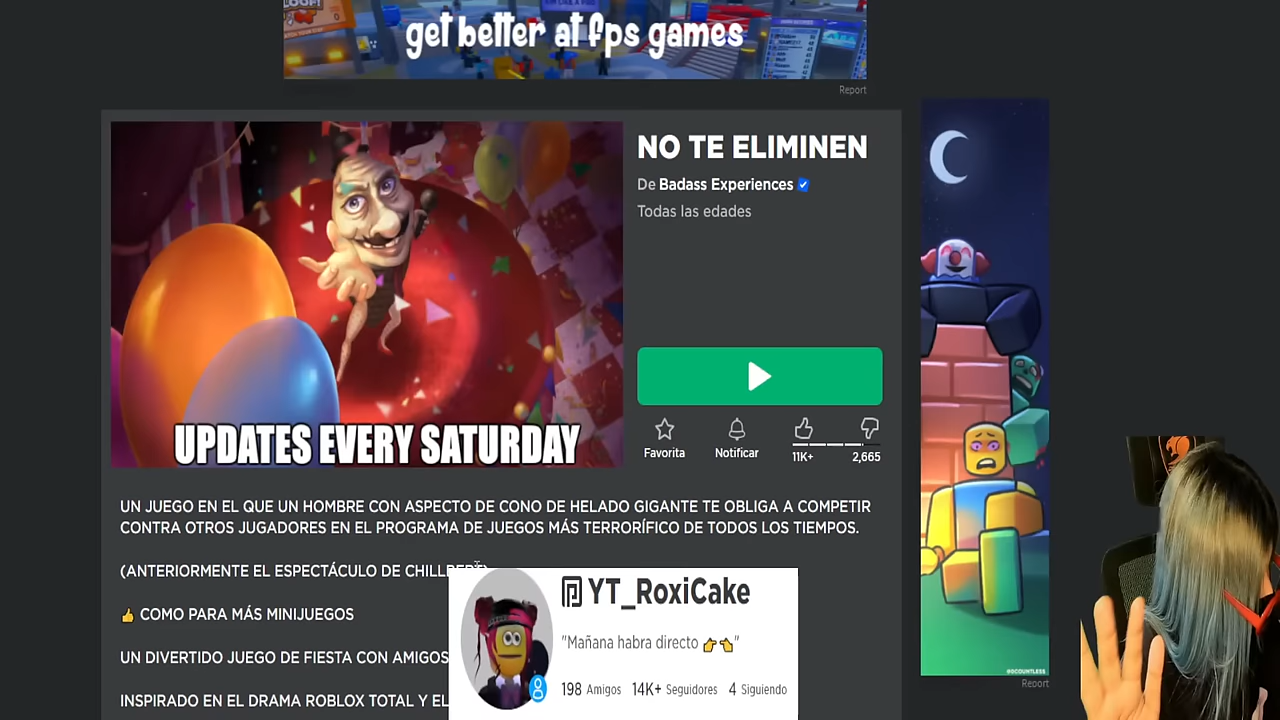 get better at fps games
Report
NO TE ELIMINEN
De Badass Experiences
Todas las edades
UPDATES EVERY SATURDAY
Favorita
Notificar
11K+
2,665
UN JUEGO EN EL QUE UN HOMBRE CON ASPECTO DE CONO DE HELADO GIGANTE TE OBLIGA A COMPETIR
CONTRA OTROS JUGADORES EN EL PROGRAMA DE JUEGOS MÁS TERRORÍFICO DE TODOS LOS TIEMPOS.
(ANTERIORMENTE EL ESPECTÁCULO DE
👍 COMO PARA MÁS MINIJUEGOS
UN DIVERTIDO JUEGO DE FIESTA CON AMIGOS
INSPIRADO EN EL DRAMA ROBLOX TOTAL Y EL
YT_RoxiCake
"Mañana habra directo 👉👈"
198 Amigos 14K+ Seguidores 4 Siguiendo
@GCOUNTLESS
Report